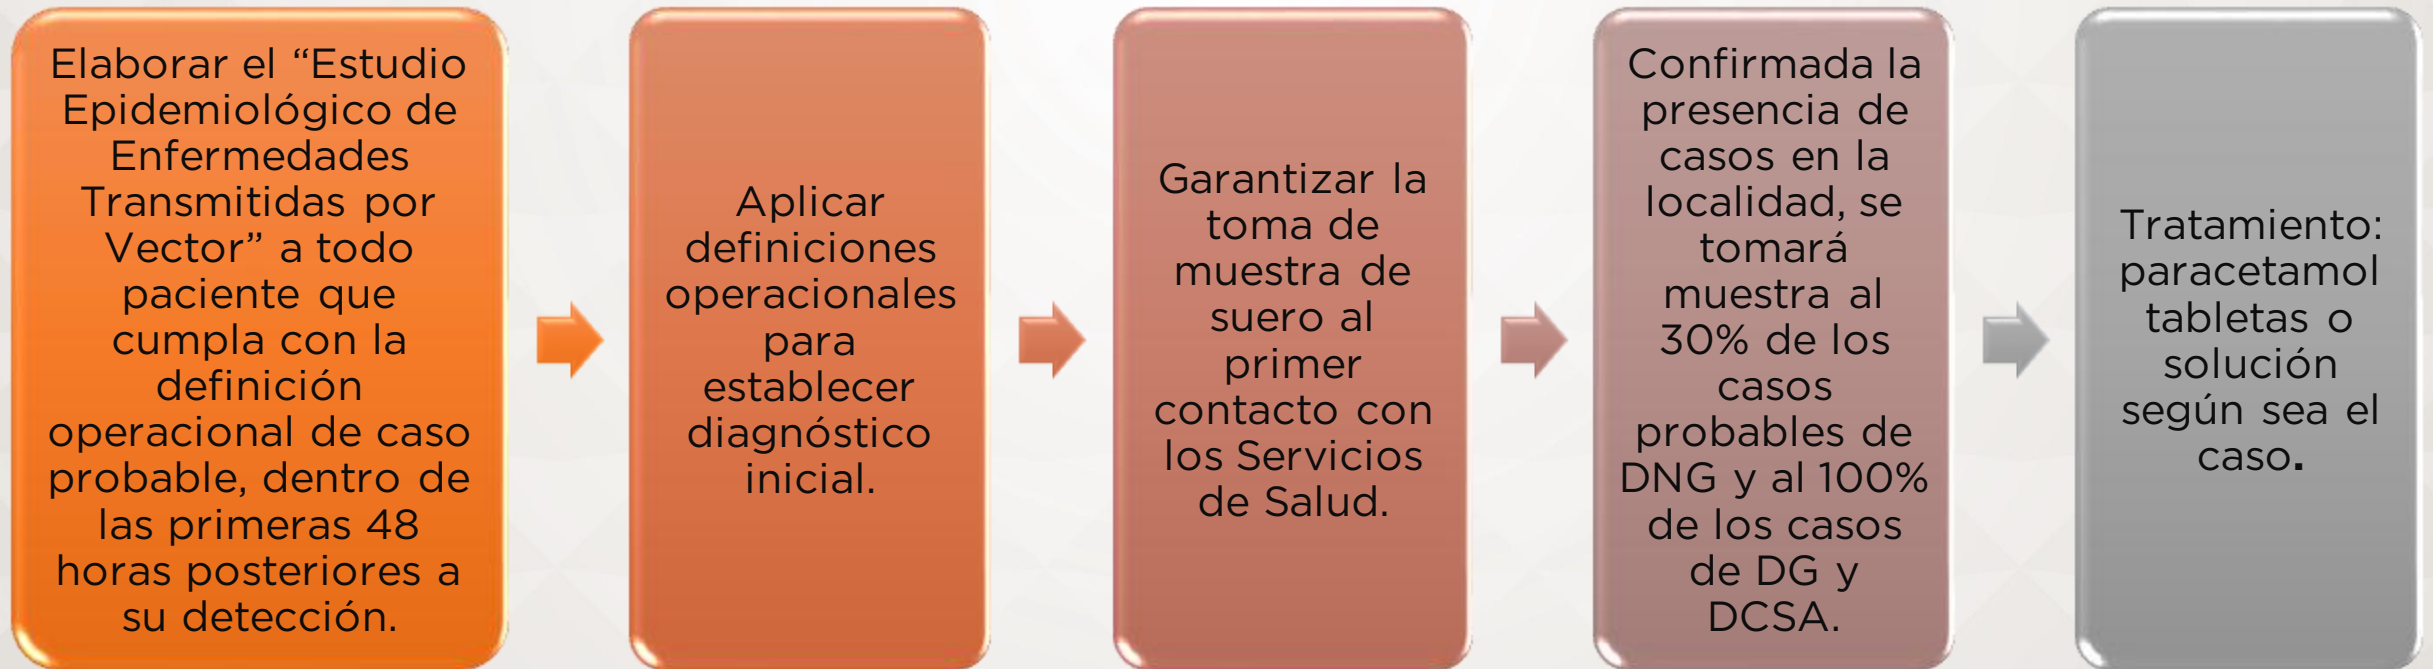 Elaborar el “Estudio
Epidemiológico de
Enfermedades
Transmitidas por
Vector” a todo
paciente que
cumpla con la
definición
operacional de caso
probable, dentro de
las primeras 48
horas posteriores a
su detección.
Aplicar
definiciones
operacionales
para
establecer
diagnóstico
inicial.
Garantizar la
toma de
muestra de
suero al
primer
contacto con
los Servicios
de Salud.
Confirmada la
presencia de
casos en la
localidad, se
tomará
muestra al
30% de los
casos
probables de
DNG y al 100%
de los casos
de DG y
DCSA.
Tratamiento:
paracetamol
tabletas o
solución
según sea el
caso.